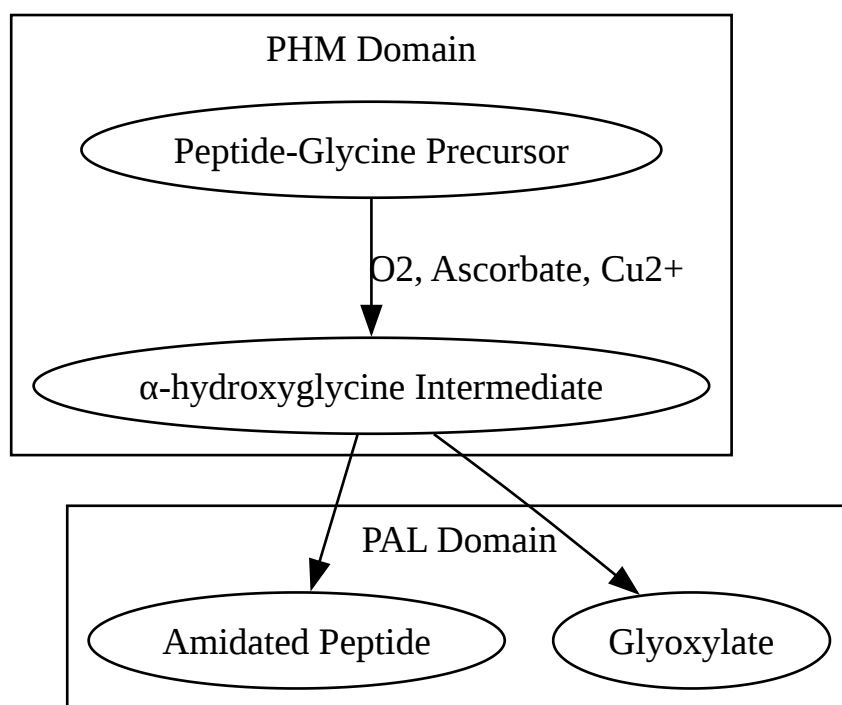 PHM Domain
Peptide-Glycine Precursor
O2, Ascorbate, Cu2+
α-hydroxyglycine Intermediate
PAL Domain
Amidated Peptide
Glyoxylate